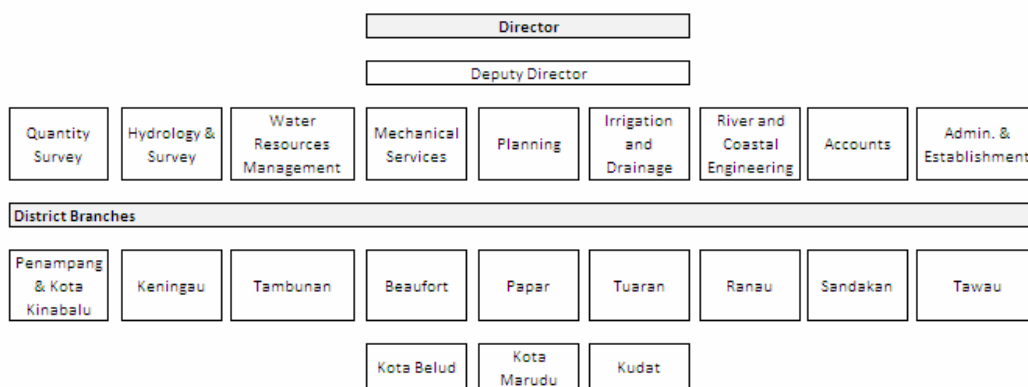 Director
Deputy Director
Quantity
Survey
Hydrology &
Survey
Water
Resources
Management
Mechanical
Services
Planning
Irrigation
and
Drainage
River and
Coastal
Engineering
Accounts
Admin. &
Establishment
District Branches
Penampang
& Kota
Kinabalu
Keningau
Tambunan
Beaufort
Papar
Tuaran
Ranau
Sandakan
Tawau
Kota Belud
Kota
Marudu
Kudat